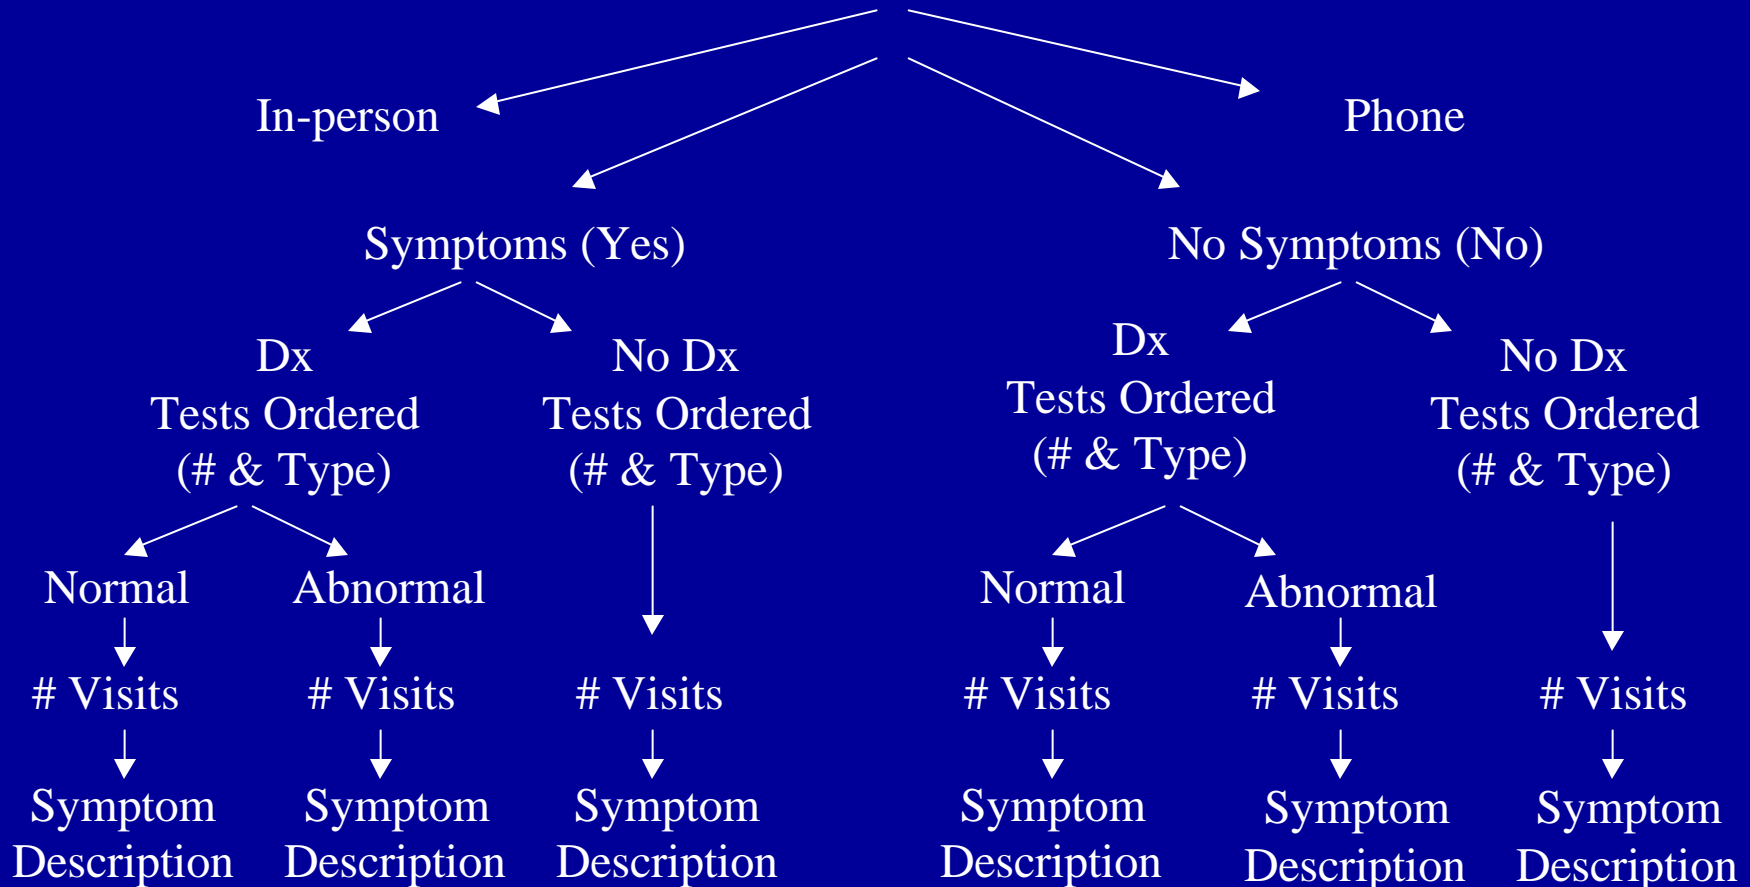 In-person
Phone
Symptoms (Yes)
No Symptoms (No)
Dx
Tests Ordered
(# & Type)
No Dx
Tests Ordered
(# & Type)
Dx
Tests Ordered
(# & Type)
No Dx
Tests Ordered
(# & Type)
Normal
Abnormal
Normal
Abnormal
# Visits
# Visits
# Visits
# Visits
# Visits
# Visits
Symptom
Description
Symptom
Description
Symptom
Description
Symptom
Description
Symptom
Description
Symptom
Description